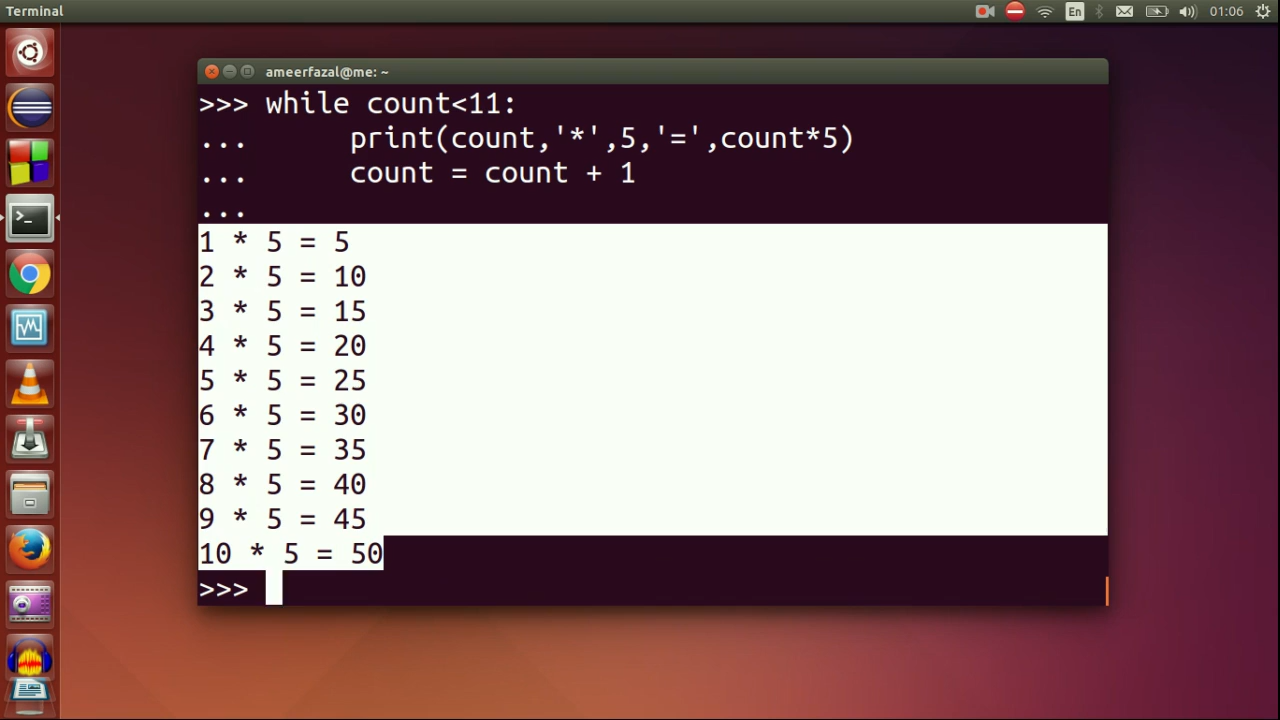 Terminal
En
01:06
ameerfazal@me: ~
>>> while count<11:
...      print(count,'*',5,'=',count*5)
...      count = count + 1
...
1 * 5 = 5
2 * 5 = 10
3 * 5 = 15
4 * 5 = 20
5 * 5 = 25
6 * 5 = 30
7 * 5 = 35
8 * 5 = 40
9 * 5 = 45
10 * 5 = 50
>>>